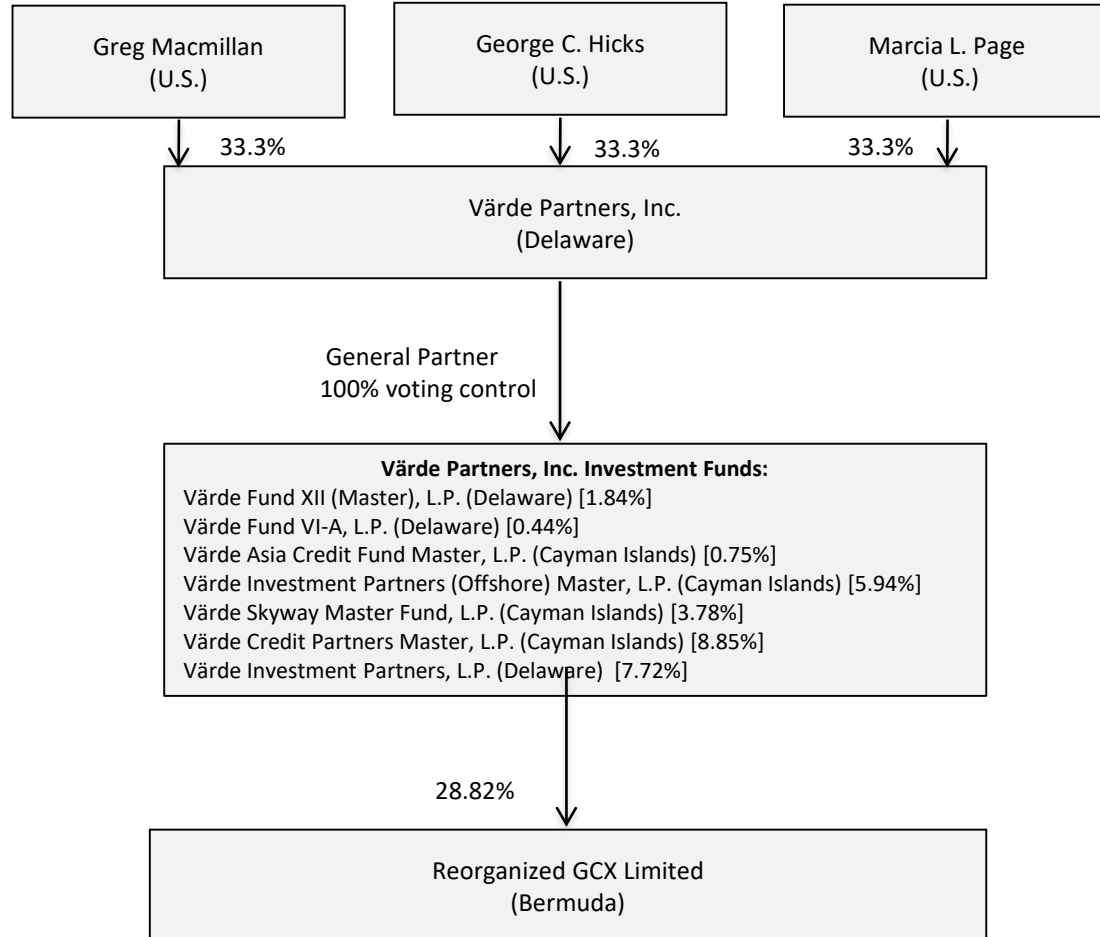 Greg Macmillan
(U.S.)
George C. Hicks
(U.S.)
Marcia L. Page
(U.S.)
33.3%
33.3%
33.3%
Värde Partners, Inc.
(Delaware)
General Partner
100% voting control
Värde Partners, Inc. Investment Funds:
Värde Fund XII (Master), L.P. (Delaware) [1.84%]
Värde Fund VI-A, L.P. (Delaware) [0.44%]
Värde Asia Credit Fund Master, L.P. (Cayman Islands) [0.75%]
Värde Investment Partners (Offshore) Master, L.P. (Cayman Islands) [5.94%]
Värde Skyway Master Fund, L.P. (Cayman Islands) [3.78%]
Värde Credit Partners Master, L.P. (Cayman Islands) [8.85%]
Värde Investment Partners, L.P. (Delaware) [7.72%]
28.82%
Reorganized GCX Limited
(Bermuda)